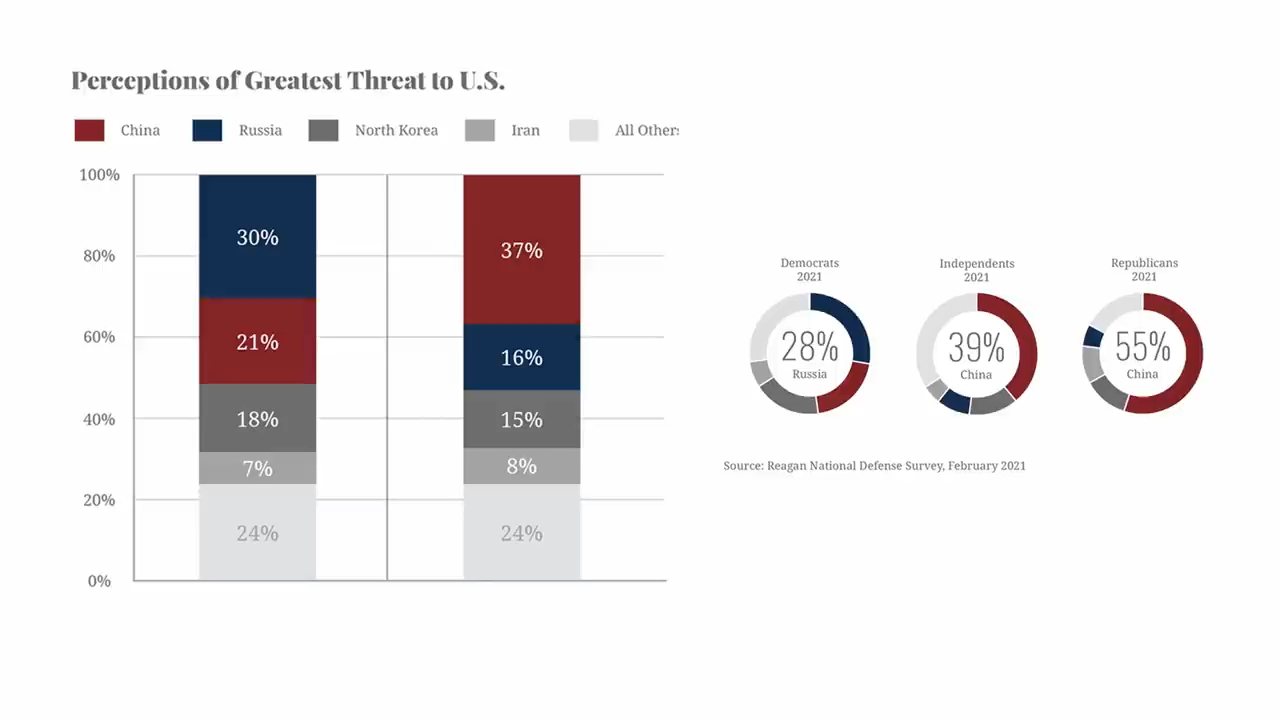 Perceptions of Greatest Threat to U.S.
China Russia North Korea Iran All Others
100%
80%
60%
40%
20%
0%
30%
21%
18%
7%
24%
37%
16%
15%
8%
24%
Democrats
2021
28%
Russia
Independents
2021
39%
China
Republicans
2021
55%
China
Source: Reagan National Defense Survey, February 2021